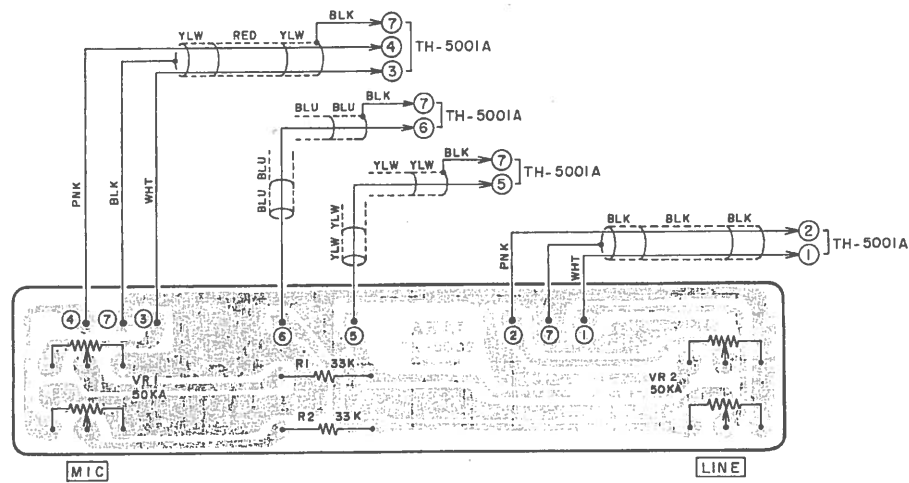 BLK 7
YLW RED YLW 4 TH-5001A
3
BLU BLU BLK 7
6 TH-5001A
BLU BLU
YLW YLW BLK 7
5 TH-5001A
YLW YLW
PNK BLK WHT
BLK BLK BLK 2
1 TH-5001A
PNK WHT
4 7 3 6 5 2 7 1
R1 33K
VR1
50KA
VR2
50KA
R2 33K
MIC LINE